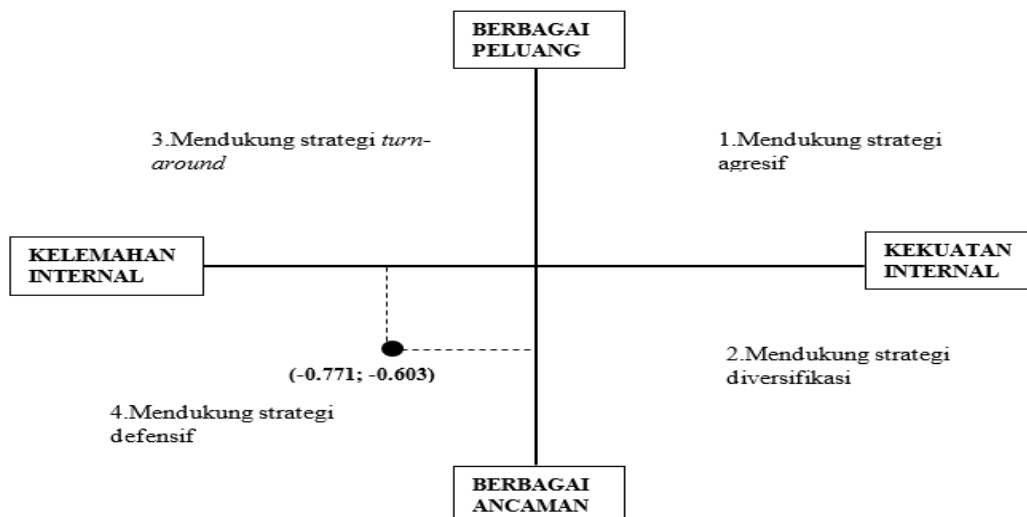 BERBAGAI
PELUANG
3.Mendukung strategi turn-
around
1.Mendukung strategi
agresif
KELEMAHAN
INTERNAL
KEKUATAN
INTERNAL
(-0.771; -0.603)
2.Mendukung strategi
diversifikasi
4.Mendukung strategi
defensif
BERBAGAI
ANCAMAN